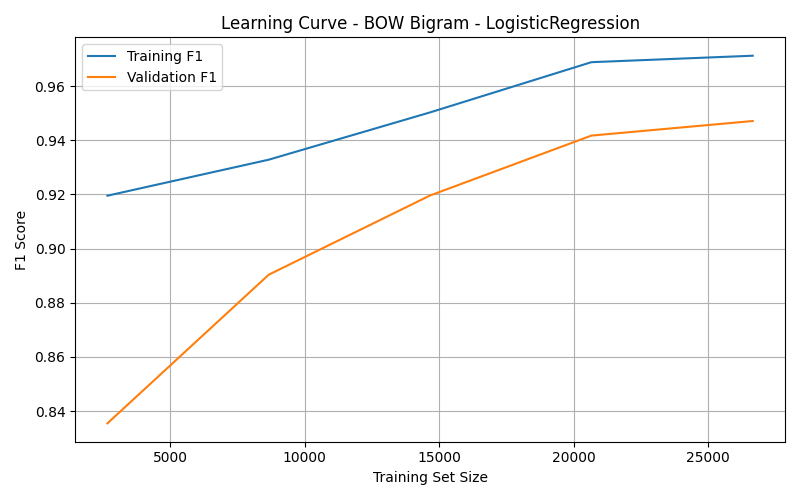 Learning Curve - BOW Bigram - LogisticRegression
Training F1
Validation F1
0.96
0.94
0.92
0.90
0.88
0.86
0.84
F1 Score
5000
10000
15000
20000
25000
Training Set Size